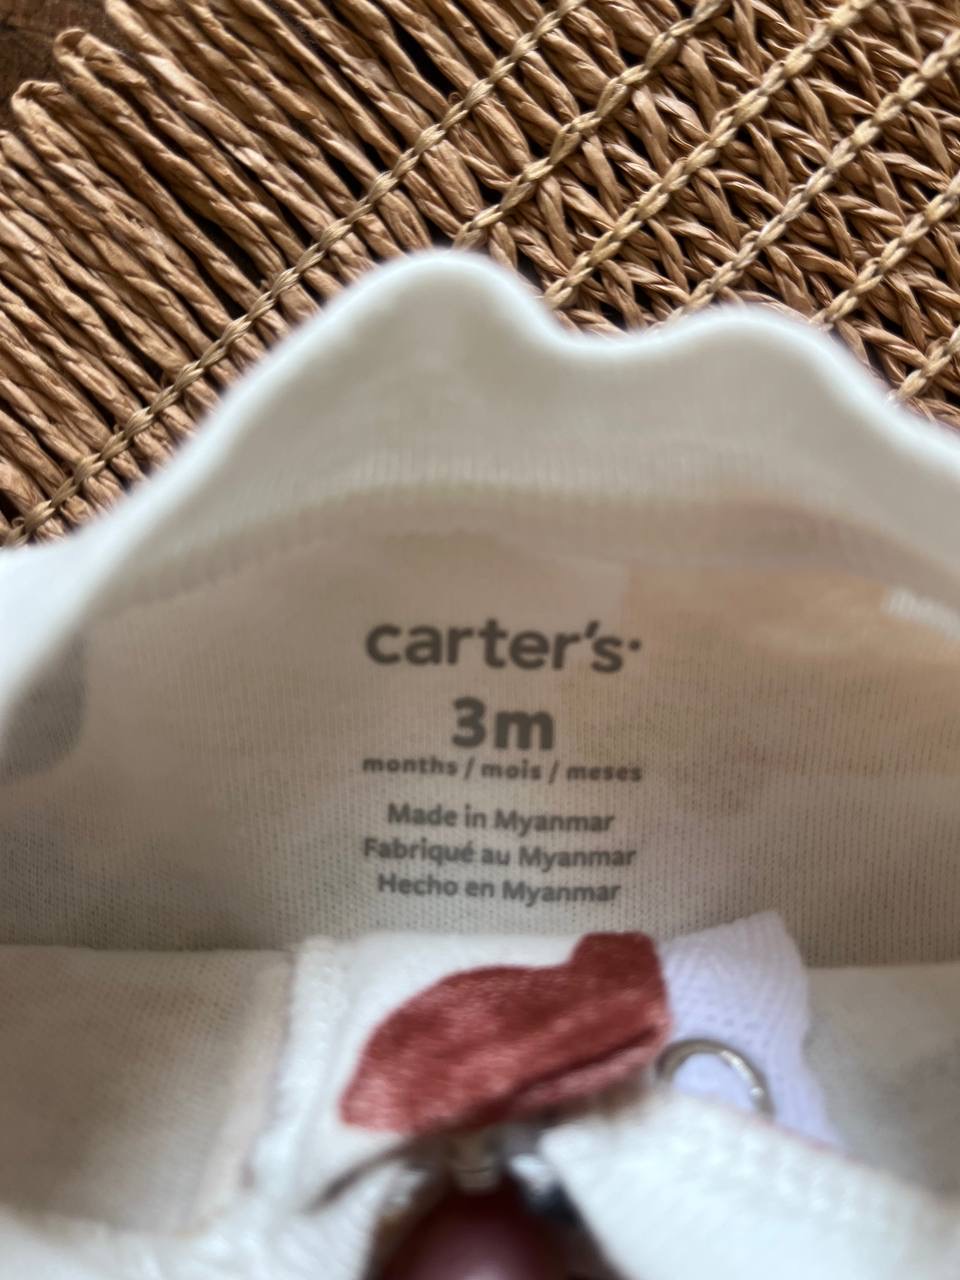 carter's
3m
months / mois / meses
Made in Myanmar
Fabriqué au Myanmar
Hecho en Myanmar